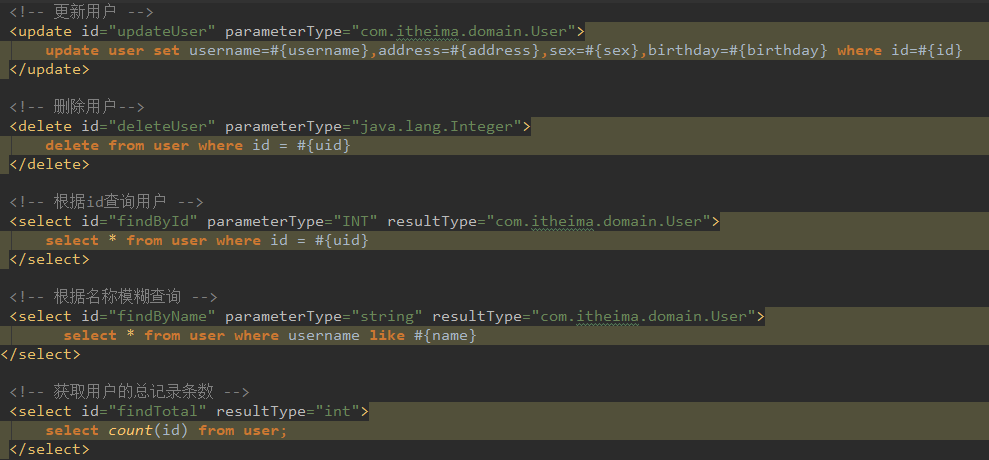 <!-- 更新用户 -->
<update id="updateUser" parameterType="com.itheima.domain.User">
update user set username=#{username},address=#{address},sex=#{sex},birthday=#{birthday} where id=#{id}
</update>
<!-- 删除用户-->
<delete id="deleteUser" parameterType="java.lang.Integer">
delete from user where id = #{uid}
</delete>
<!-- 根据id查询用户 -->
<select id="findById" parameterType="INT" resultType="com.itheima.domain.User">
select * from user where id = #{uid}
</select>
<!-- 根据名称模糊查询 -->
<select id="findByName" parameterType="string" resultType="com.itheima.domain.User">
select * from user where username like #{name}
</select>
<!-- 获取用户的总记录条数 -->
<select id="findTotal" resultType="int">
select count(id) from user;
</select>